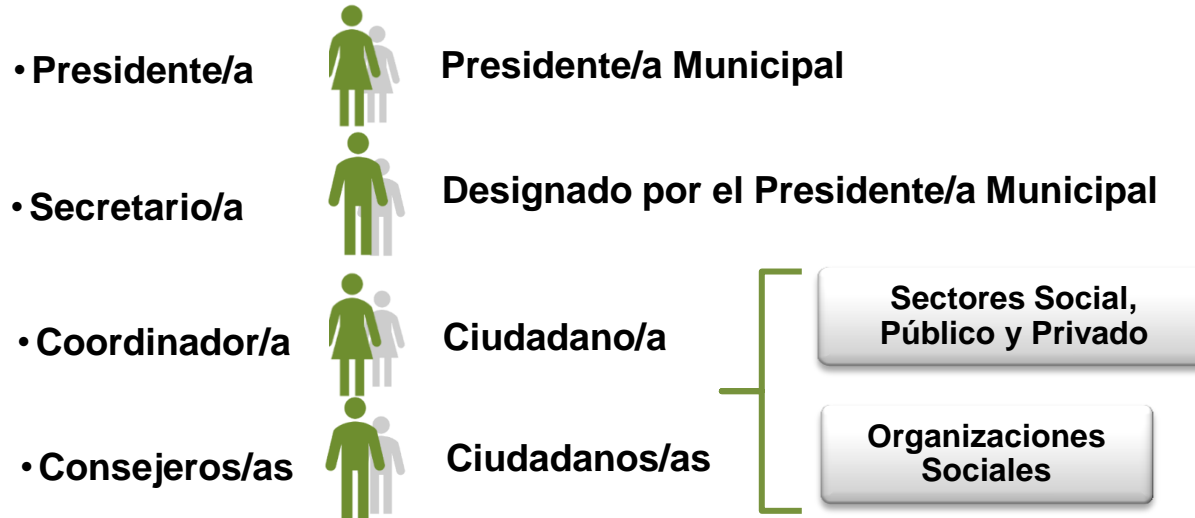 • Presidente/a
Presidente/a Municipal
• Secretario/a
Designado por el Presidente/a Municipal
• Coordinador/a
Ciudadano/a
• Consejeros/as
Ciudadanos/as
Sectores Social,
Público y Privado
Organizaciones
Sociales